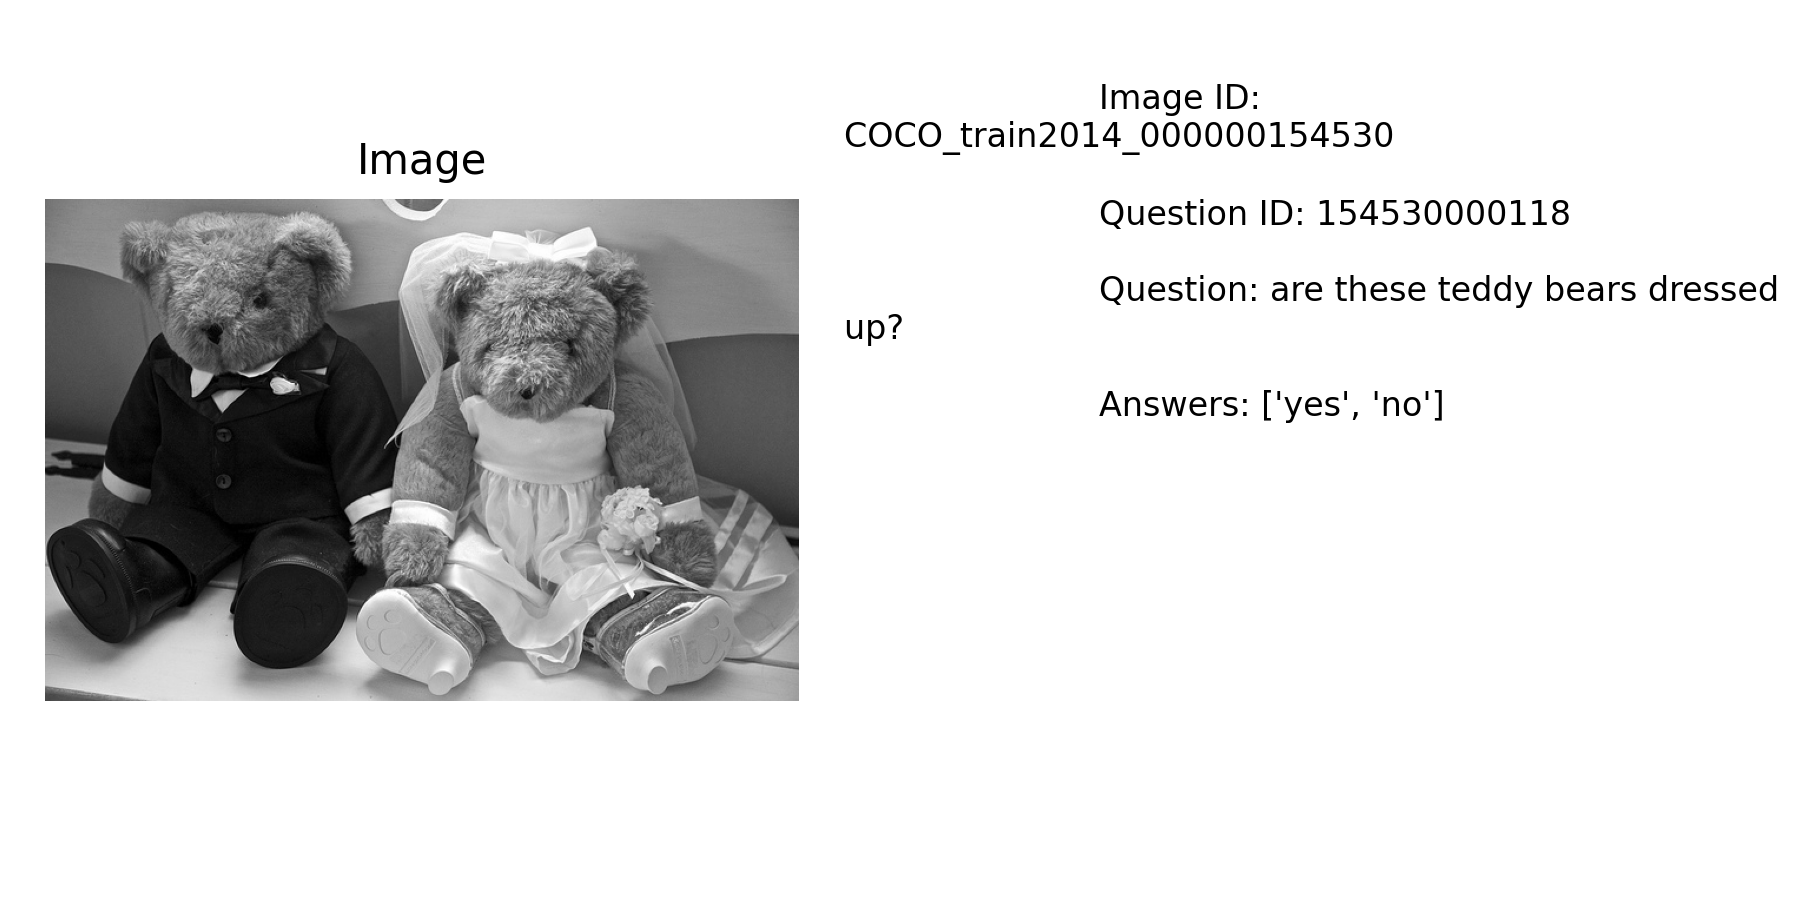 Image
Image ID:
COCO_train2014_000000154530
Question ID: 154530000118
Question: are these teddy bears dressed
up?
Answers: ['yes', 'no']